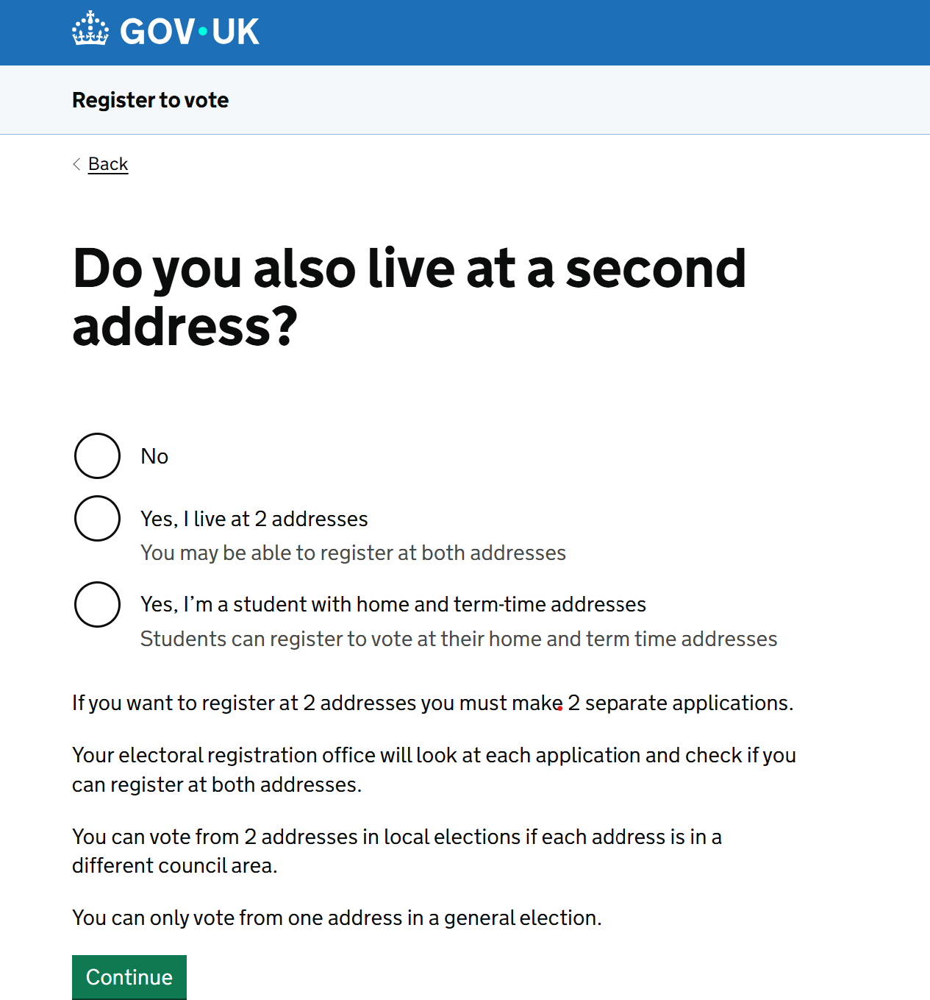 GOV•UK
Register to vote
Back
Do you also live at a second
address?
No
Yes, I live at 2 addresses
You may be able to register at both addresses
Yes, I’m a student with home and term-time addresses
Students can register to vote at their home and term time addresses
If you want to register at 2 addresses you must make 2 separate applications.
Your electoral registration office will look at each application and check if you
can register at both addresses.
You can vote from 2 addresses in local elections if each address is in a
different council area.
You can only vote from one address in a general election.
Continue